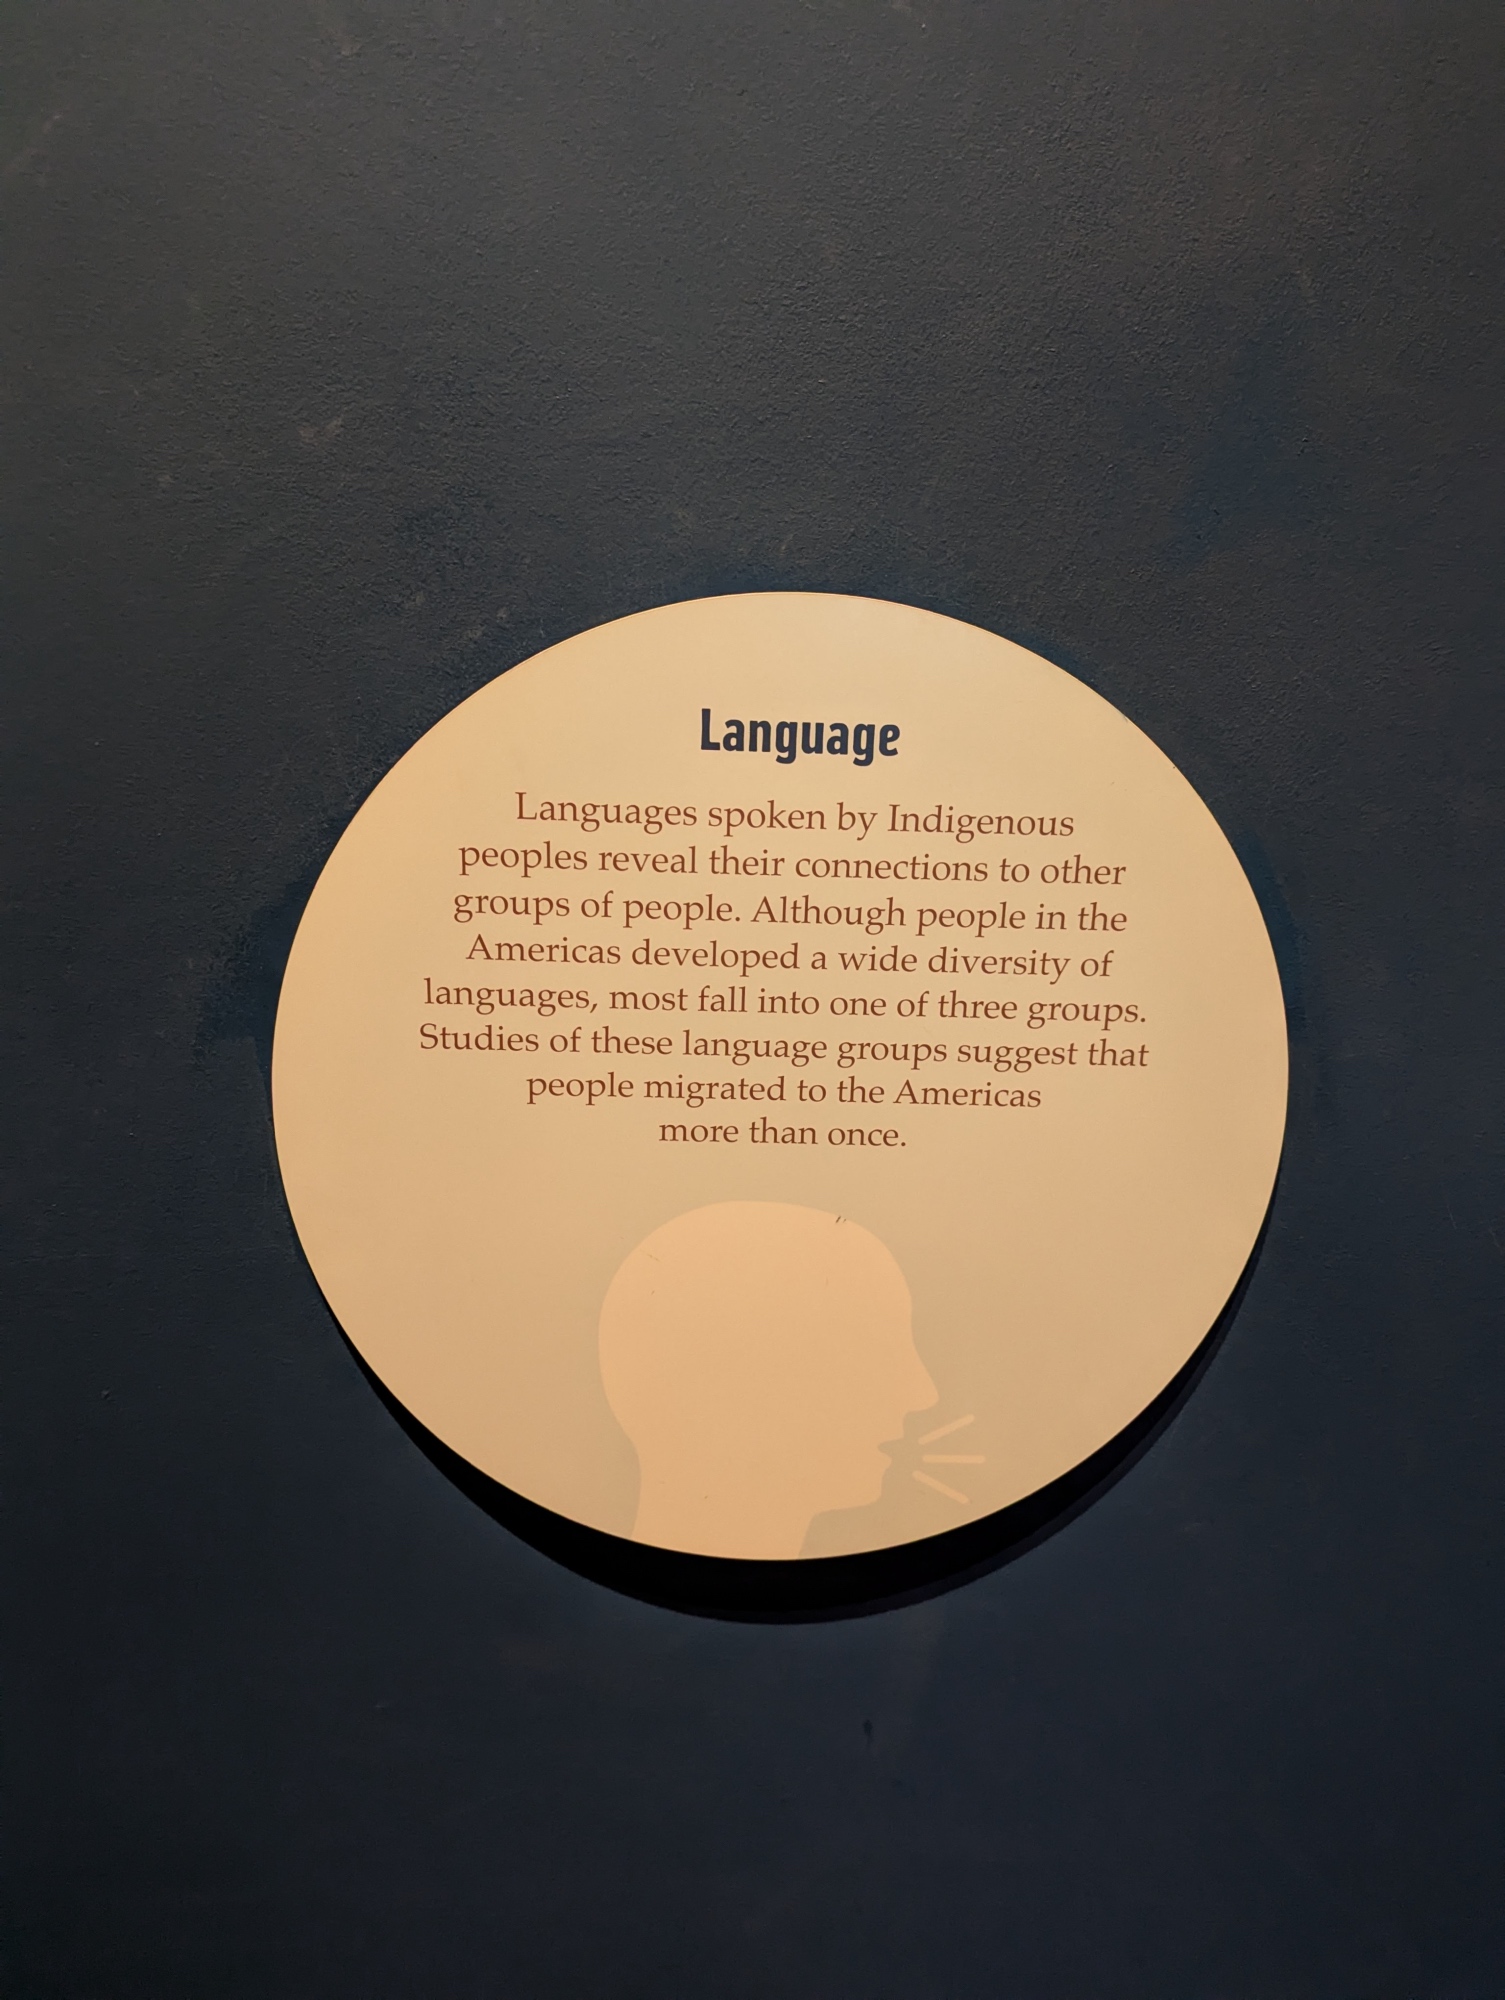 Language
Languages spoken by Indigenous
peoples reveal their connections to other
groups of people. Although people in the
Americas developed a wide diversity of
languages, most fall into one of three groups.
Studies of these language groups suggest that
people migrated to the Americas
more than once.